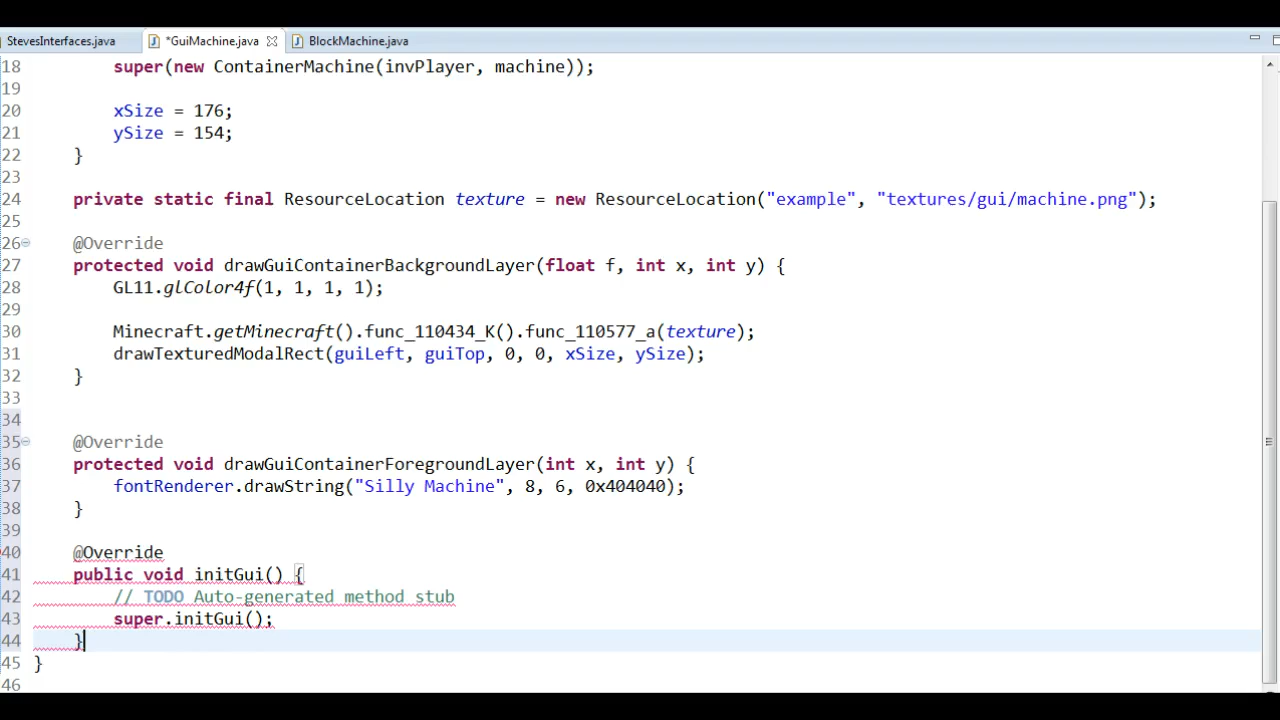 StevesInterfaces.java *GuiMachine.java BlockMachine.java
18 super(new ContainerMachine(invPlayer, machine));
19
20 xSize = 176;
21 ySize = 154;
22 }
23
24 private static final ResourceLocation texture = new ResourceLocation("example", "textures/gui/machine.png");
25
26 @Override
27 protected void drawGuiContainerBackgroundLayer(float f, int x, int y) {
28 GL11.glColor4f(1, 1, 1, 1);
29
30 Minecraft.getMinecraft().func_110434_K().func_110577_a(texture);
31 drawTexturedModalRect(guiLeft, guiTop, 0, 0, xSize, ySize);
32 }
33
34
35 @Override
36 protected void drawGuiContainerForegroundLayer(int x, int y) {
37 fontRenderer.drawString("Silly Machine", 8, 6, 0x404040);
38 }
39
40 @Override
41 public void initGui() {
42 // TODO Auto-generated method stub
43 super.initGui();
44 }
45 }
46